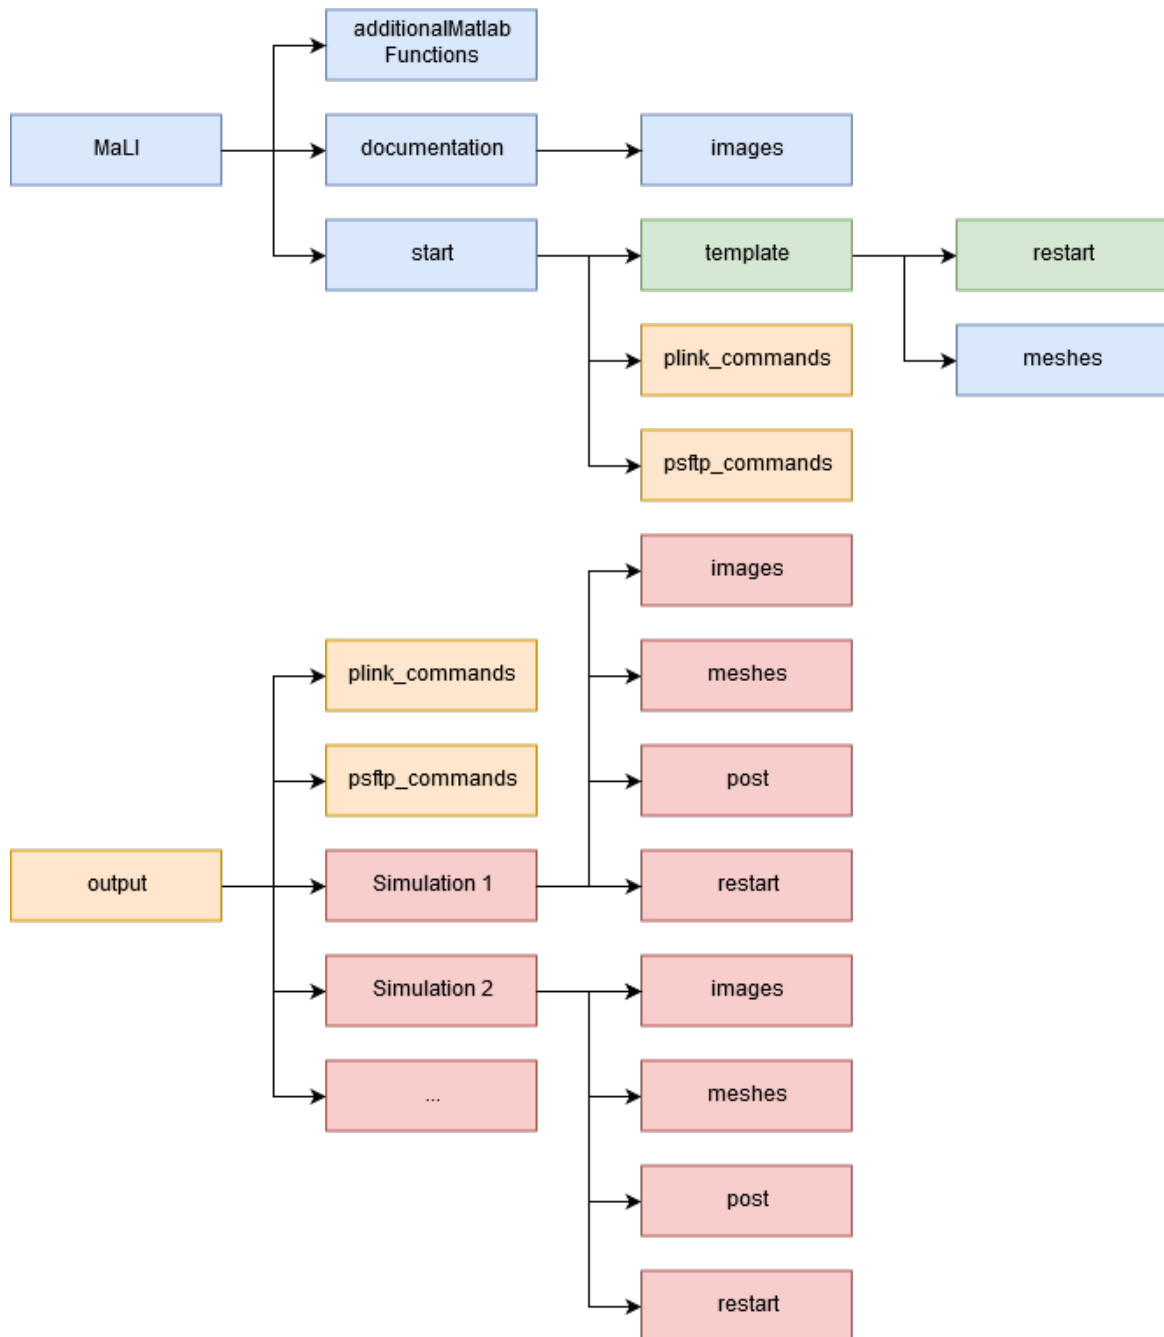 additionalMatlab
Functions
MaLI
documentation
images
start
template
restart
plink_commands
meshes
psftp_commands
images
plink_commands
meshes
psftp_commands
post
output
Simulation 1
restart
Simulation 2
images
...
meshes
post
restart